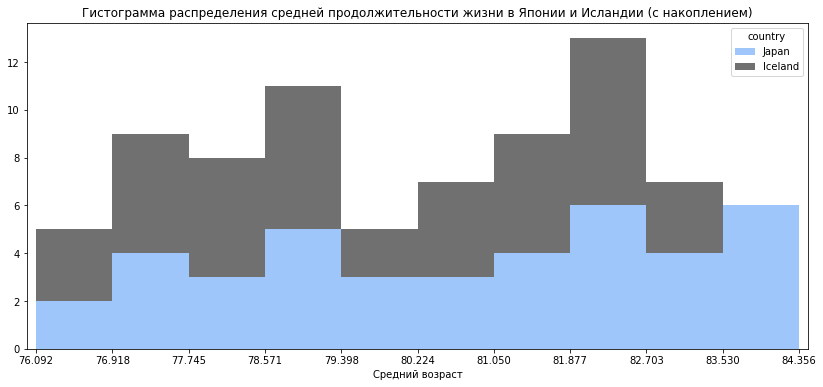 Гистограмма распределения средней продолжительности жизни в Японии и Исландии (с накоплением)
country
Japan
Iceland
12
10
8
6
4
2
0
76.092 76.918 77.745 78.571 79.398 80.224 81.050 81.877 82.703 83.530 84.356
Средний возраст